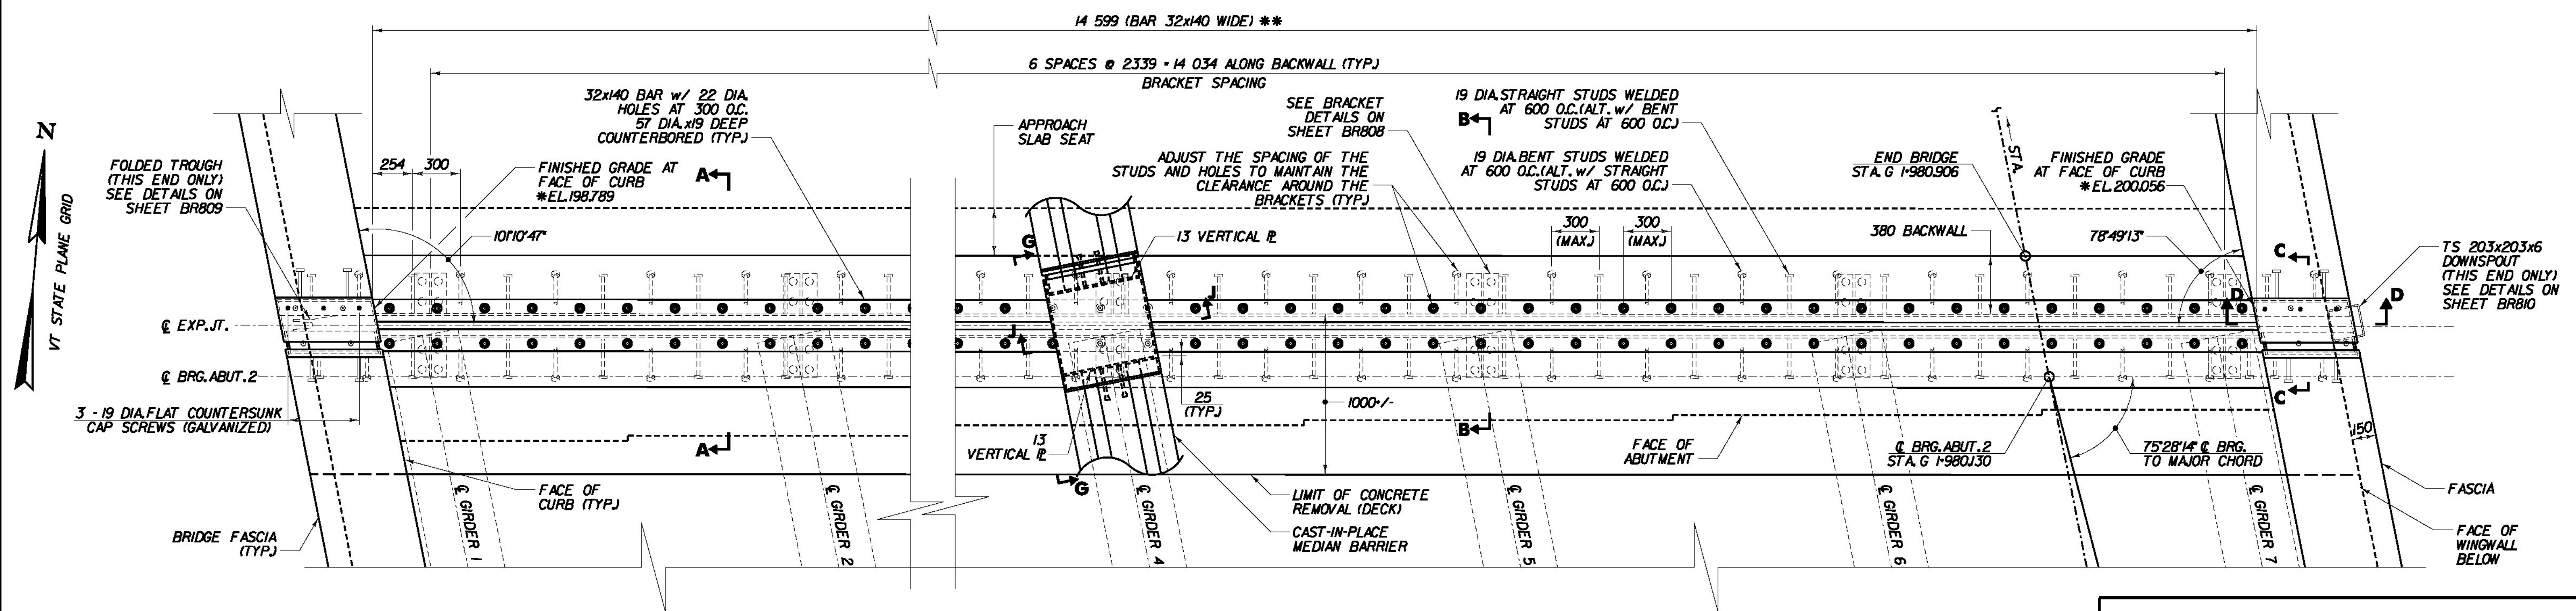 14 599 (BAR 32x140 WIDE) **
6 SPACES @ 2339 = 14 034 ALONG BACKWALL (TYP.)
BRACKET SPACING
N
VT STATE PLANE GRID
FOLDED TROUGH
(THIS END ONLY)
SEE DETAILS ON
SHEET BR809
32x140 BAR w/ 22 DIA.
HOLES AT 300 O.C.
57 DIA.x19 DEEP
COUNTERBORED (TYP.)
254
300
FINISHED GRADE AT
FACE OF CURB
*EL.198.789
A
101°10'47"
APPROACH
SLAB SEAT
SEE BRACKET
DETAILS ON
SHEET BR808
ADJUST THE SPACING OF THE
STUDS AND HOLES TO MAINTAIN THE
CLEARANCE AROUND THE
BRACKETS (TYP.)
19 DIA.STRAIGHT STUDS WELDED
AT 600 O.C.(ALT. w/ BENT
STUDS AT 600 O.C.)
B
19 DIA.BENT STUDS WELDED
AT 600 O.C.(ALT. w/ STRAIGHT
STUDS AT 600 O.C.)
300
(MAX.)
300
(MAX.)
END BRIDGE
STA. G 1+980.906
STA.
FINISHED GRADE
AT FACE OF CURB
*EL.200.056
380 BACKWALL
78°49'13"
C
D
D
TS 203x203x6
DOWNSPOUT
(THIS END ONLY)
SEE DETAILS ON
SHEET BR810
G
13 VERTICAL ℙ
J
J
℄ EXP.JT.
℄ BRG.ABUT.2
3 - 19 DIA.FLAT COUNTERSUNK
CAP SCREWS (GALVANIZED)
A
25
(TYP.)
1000+/-
B
C
13
VERTICAL ℙ
G
FACE OF
ABUTMENT
℄ BRG.ABUT.2
STA. G 1+980.130
75°28'14" ℄ BRG.
TO MAJOR CHORD
150
FACE OF
CURB (TYP.)
BRIDGE FASCIA
(TYP.)
℄ GIRDER 1
℄ GIRDER 2
℄ GIRDER 4
LIMIT OF CONCRETE
REMOVAL (DECK)
CAST-IN-PLACE
MEDIAN BARRIER
℄ GIRDER 5
℄ GIRDER 6
℄ GIRDER 7
FASCIA
FACE OF
WINGWALL
BELOW